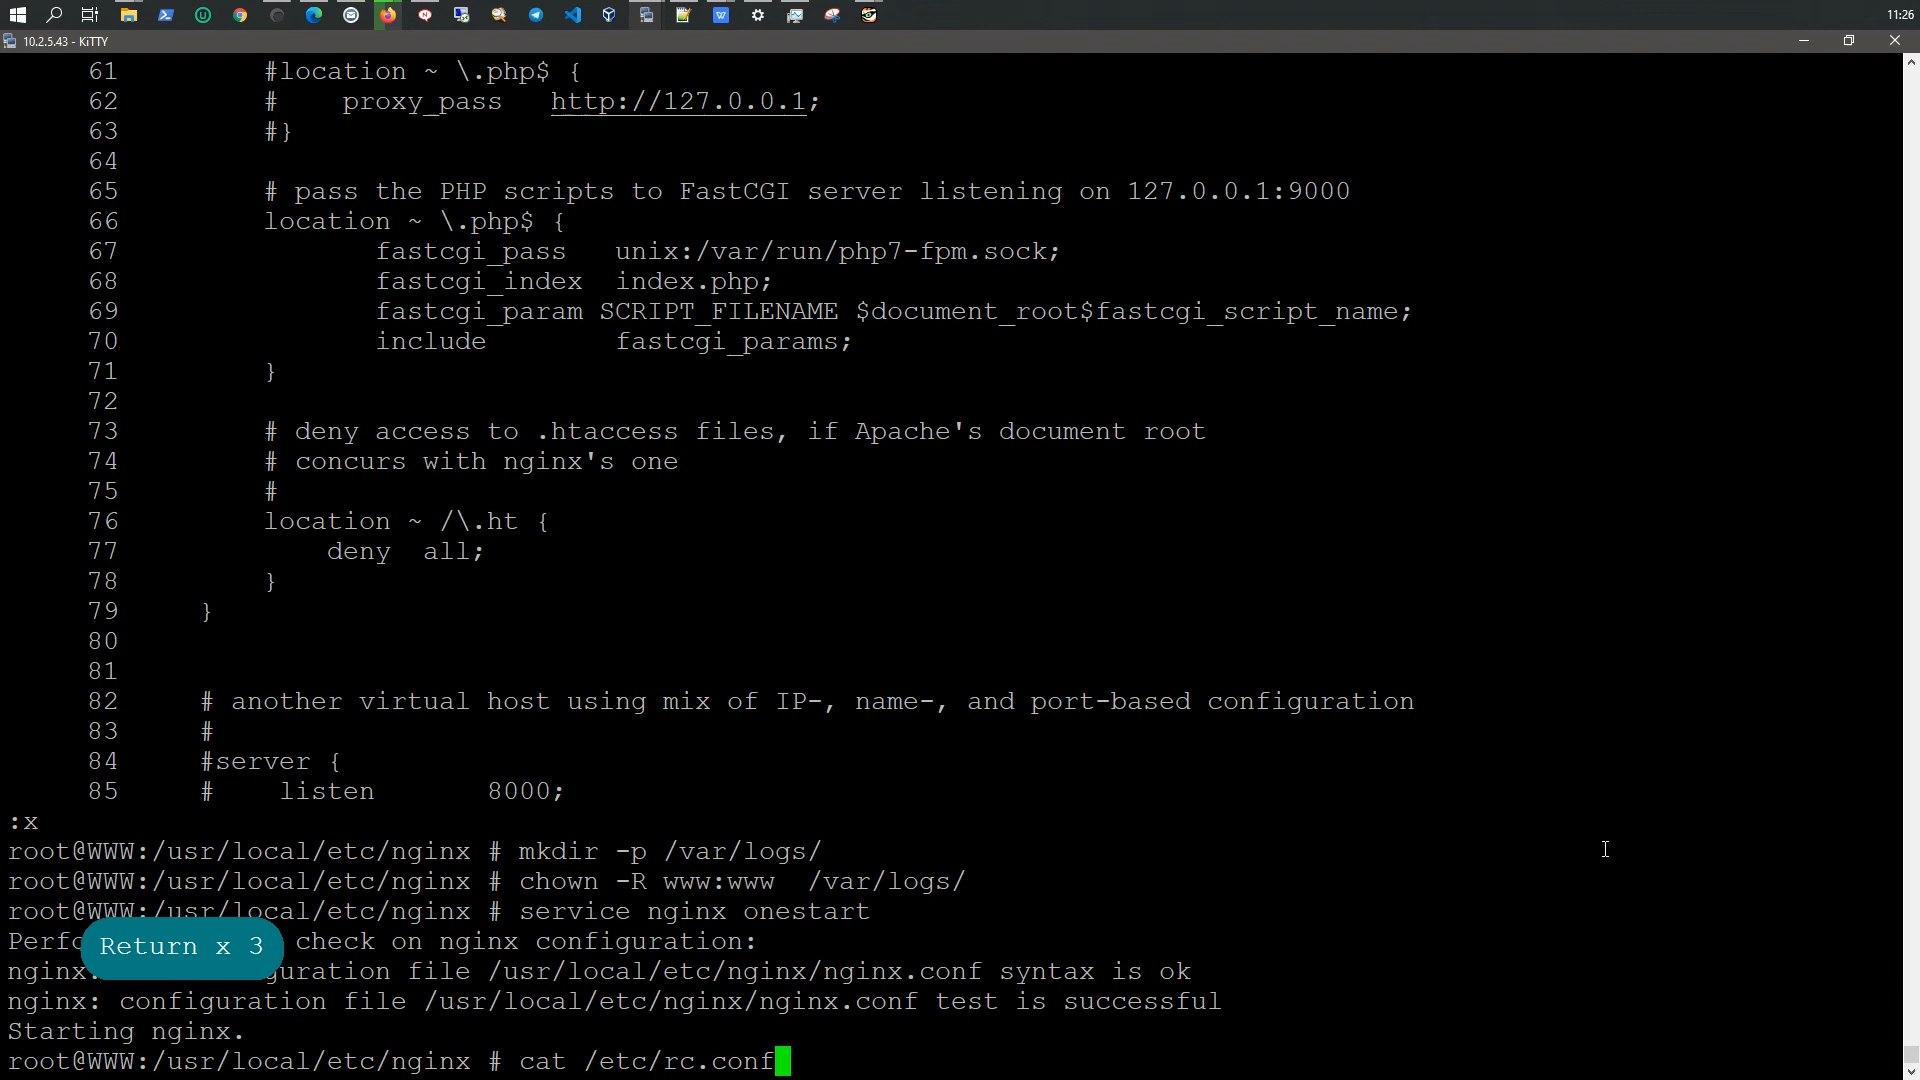 11:26
10.2.5.43 - KiTTY
61 #location ~ \.php$ {
62 # proxy_pass http://127.0.0.1;
63 #}
64
65 # pass the PHP scripts to FastCGI server listening on 127.0.0.1:9000
66 location ~ \.php$ {
67 fastcgi_pass unix:/var/run/php7-fpm.sock;
68 fastcgi_index index.php;
69 fastcgi_param SCRIPT_FILENAME $document_root$fastcgi_script_name;
70 include fastcgi_params;
71 }
72
73 # deny access to .htaccess files, if Apache's document root
74 # concurs with nginx's one
75 #
76 location ~ /\.ht {
77 deny all;
78 }
79 }
80
81
82 # another virtual host using mix of IP-, name-, and port-based configuration
83 #
84 #server {
85 # listen 8000;
:x
root@WWW:/usr/local/etc/nginx # mkdir -p /var/logs/
root@WWW:/usr/local/etc/nginx # chown -R www:www /var/logs/
root@WWW:/usr/local/etc/nginx # service nginx onestart
Perfo check on nginx configuration:
Return x 3
nginx: guration file /usr/local/etc/nginx/nginx.conf syntax is ok
nginx: configuration file /usr/local/etc/nginx/nginx.conf test is successful
Starting nginx.
root@WWW:/usr/local/etc/nginx # cat /etc/rc.conf